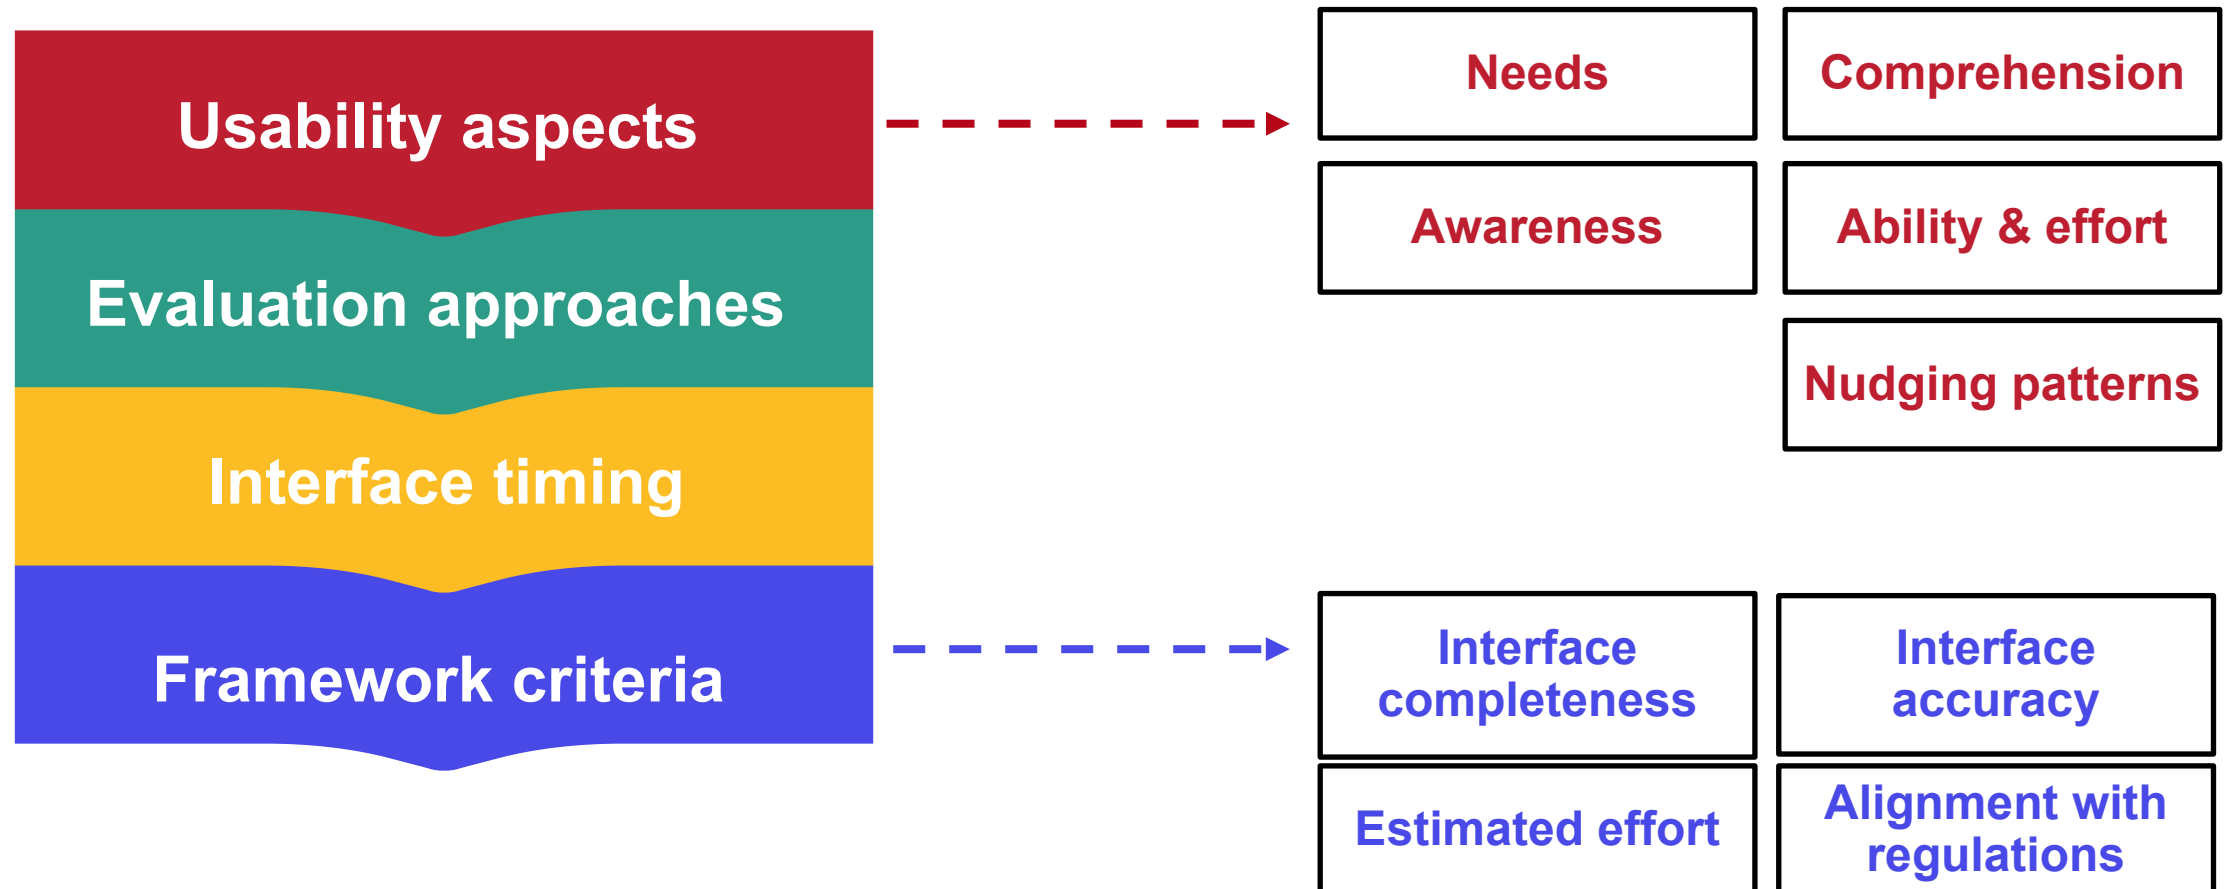 Usability aspects
Evaluation approaches
Interface timing
Framework criteria
Needs
Comprehension
Awareness
Ability & effort
Nudging patterns
Interface
completeness
Interface
accuracy
Estimated effort
Alignment with
regulations